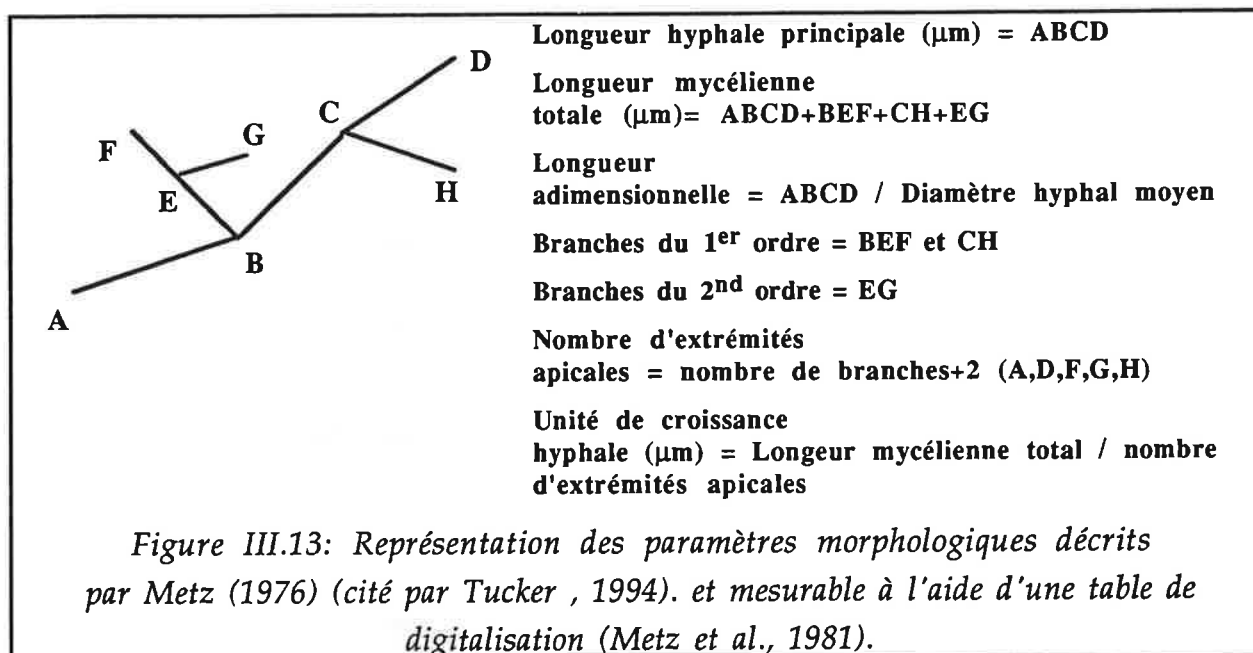 D
C
G
F
E
H
B
A
Longueur hyphale principale (µm) = ABCD
Longueur mycélienne
totale (µm)= ABCD+BEF+CH+EG
Longueur
adimensionnelle = ABCD / Diamètre hyphal moyen
Branches du 1er ordre = BEF et CH
Branches du 2nd ordre = EG
Nombre d'extrémités
apicales = nombre de branches+2 (A,D,F,G,H)
Unité de croissance
hyphale (µm) = Longeur mycélienne total / nombre
d'extrémités apicales
Figure III.13: Représentation des paramètres morphologiques décrits
par Metz (1976) (cité par Tucker , 1994). et mesurable à l'aide d'une table de
digitalisation (Metz et al., 1981).